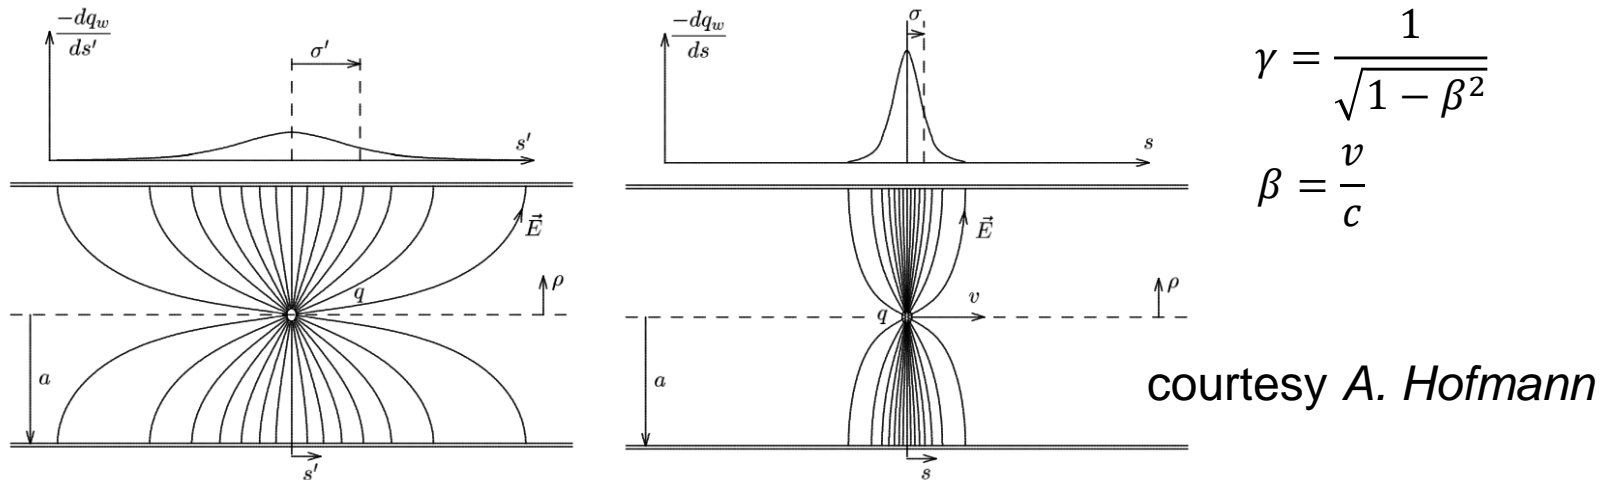 −dq_w
ds′
σ′
s′
E⃗
q
ρ
a
s′
−dq_w
ds
σ
s
E⃗
v
q
ρ
a
s
γ = 1 / √(1 − β²)
β = v / c
courtesy A. Hofmann